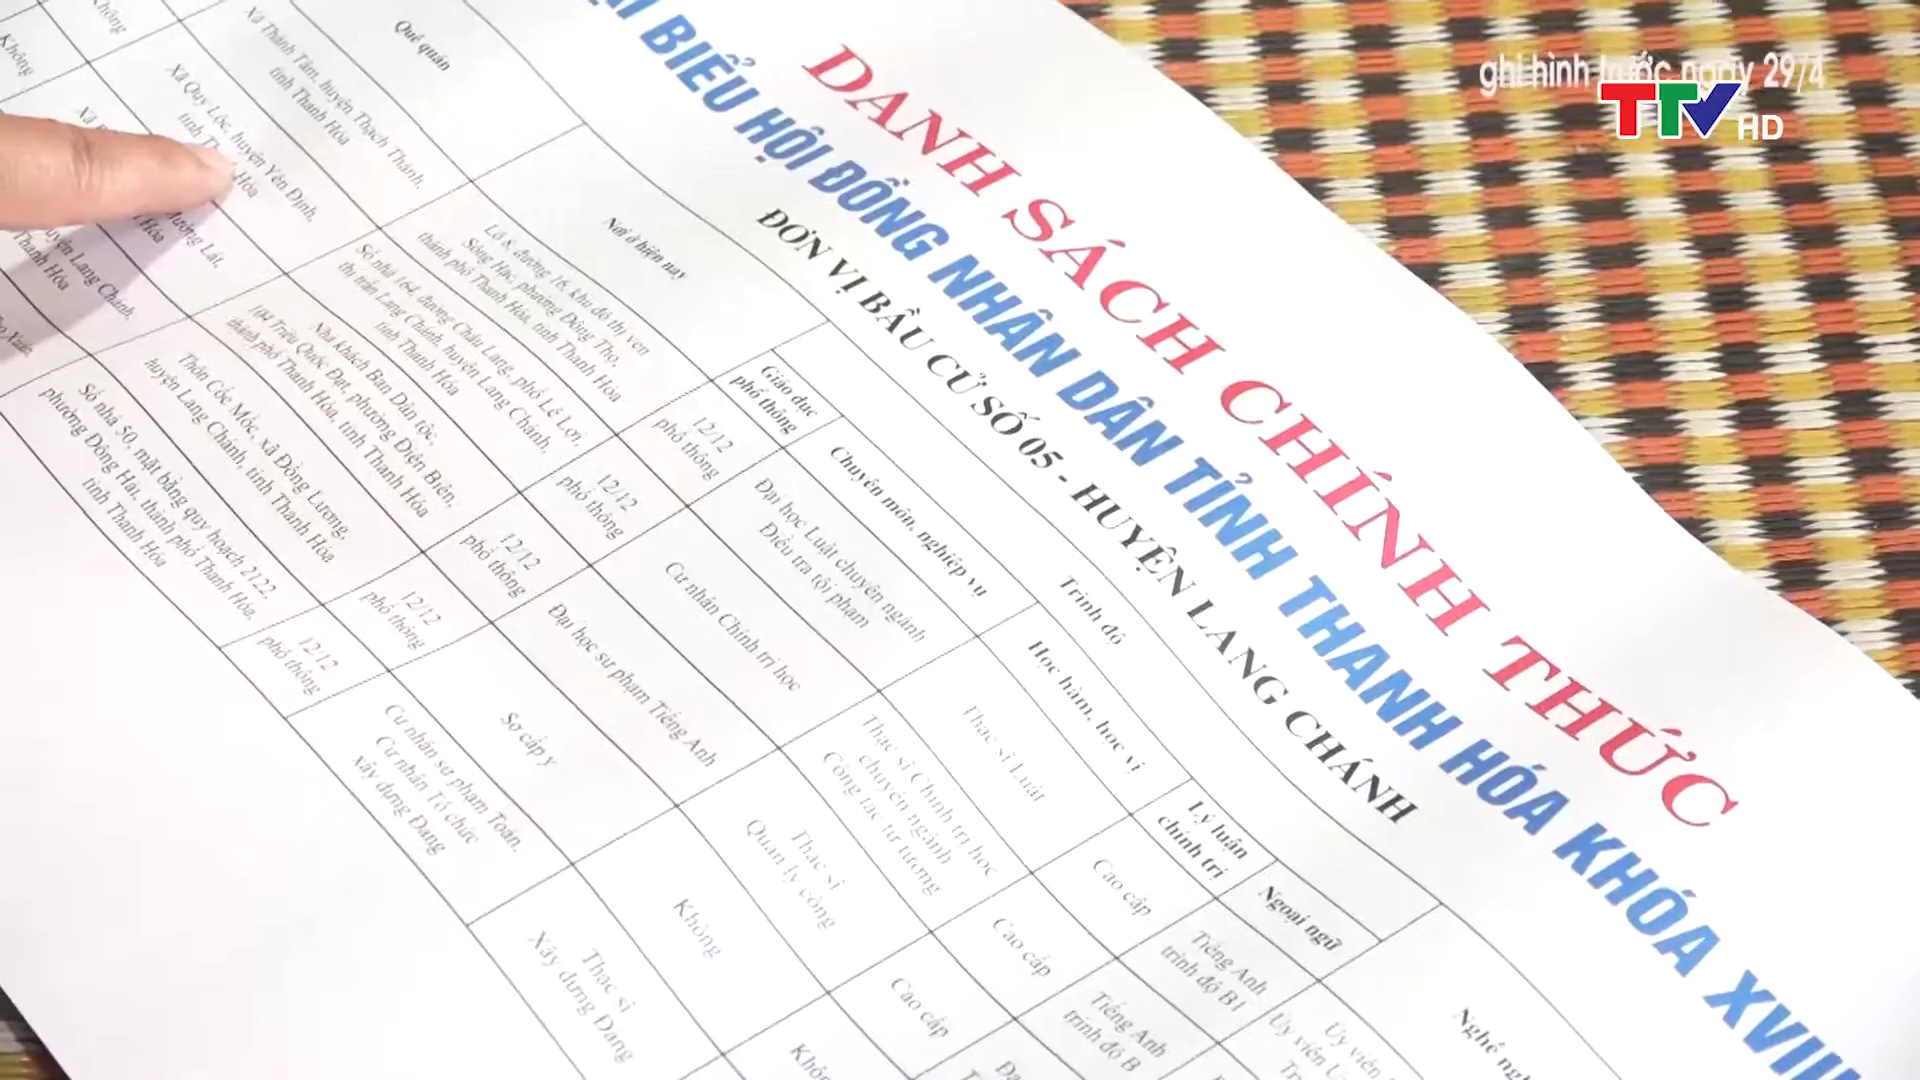 ghi hình trước ngày 29/4
TTV HD
DANH SÁCH CHÍNH THỨC
BIỂU HỘI ĐỒNG NHÂN DÂN TỈNH THANH HÓA KHÓA XVIII
ĐƠN VỊ BẦU CỬ SỐ 05 - HUYỆN LANG CHÁNH
Quê quán
Nơi ở hiện nay
Trình độ
Giáo dục
phổ thông
Chuyên môn, nghiệp vụ
Học hàm, học vị
Lý luận
chính trị
Ngoại ngữ
Xã Thành Tâm, huyện Thạch Thành,
tỉnh Thanh Hóa
Lô 8, đường 16, khu đô thị ven
Sông Hạc, phường Đông Thọ,
thành phố Thanh Hóa, tỉnh Thanh Hóa
12/12
phổ thông
Đại học Luật chuyên ngành
Điều tra tội phạm
Thạc sĩ Luật
Cao cấp
Tiếng Anh
trình độ B1
Không
Xã Quý Lộc, huyện Yên Định,
Hóa
Số nhà 164, đường Châu Lang, phố Lê Lợi,
thị trấn Lang Chánh, huyện Lang Chánh,
tỉnh Thanh Hóa
12/12
phổ thông
Cử nhân Chính trị học
Thạc sĩ Chính trị học
chuyên ngành
Công tác tư tưởng
Cao cấp
Tiếng Anh
trình độ B
Không
Mường Lát,
Hóa
Nhà khách Ban Dân tộc,
104 Triệu Quốc Đạt, phường Điện Biên,
thành phố Thanh Hóa, tỉnh Thanh Hóa
12/12
phổ thông
Đại học sư phạm Tiếng Anh
Thạc sĩ
Quản lý công
Cao cấp
huyện Lang Chánh,
Thanh Hóa
Thôn Cốc Mốc, xã Đồng Lương,
huyện Lang Chánh, tỉnh Thanh Hóa
12/12
phổ thông
Sơ cấp y
Không
Số nhà 50, mặt bằng quy hoạch 2122,
phường Đông Hải, thành phố Thanh Hóa,
tỉnh Thanh Hóa
12/12
phổ thông
Cử nhân sư phạm Toán,
Cử nhân Tổ chức
xây dựng Đảng
Thạc sĩ
Xây dựng Đảng